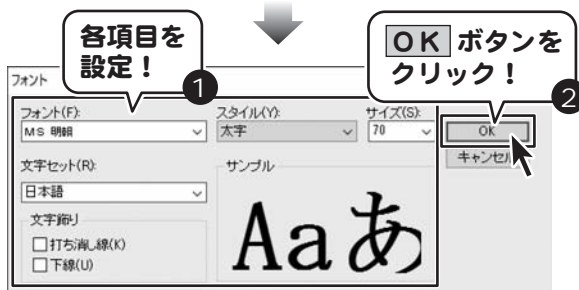 各項目を
設定！
1
OK ボタンを
クリック！
2
フォント
フォント(F):
MS 明朝
スタイル(Y):
太字
サイズ(S):
70
OK
キャンセル
文字セット(R):
日本語
サンプル
Aaあ
文字飾り
打ち消し線(K)
下線(U)